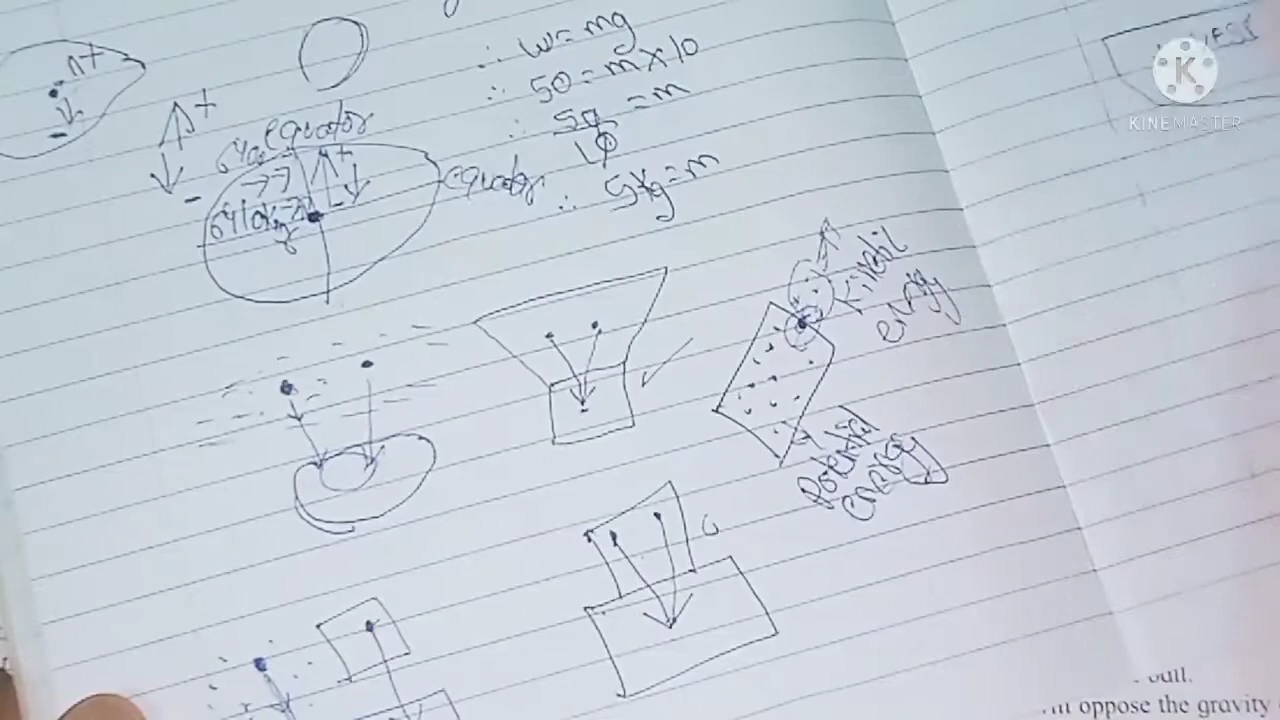 n+
+
-
equator
+
-
equator
∴ W = mg
∴ 50 = m × 10
∴ 50/10 = m
∴ 5kg = m
Kinetic
energy
Potential
energy
G
K
KINEMASTER
oppose the gravity